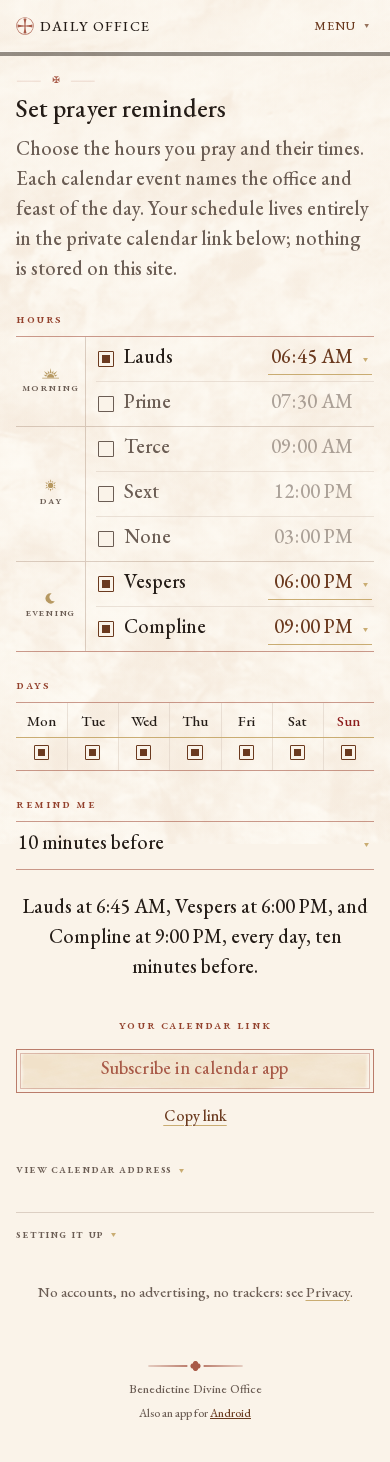 DAILY OFFICE
MENU
Set prayer reminders
Choose the hours you pray and their times.
Each calendar event names the office and
feast of the day. Your schedule lives entirely
in the private calendar link below; nothing
is stored on this site.
HOURS
MORNING
Lauds 06:45 AM
Prime 07:30 AM
DAY
Terce 09:00 AM
Sext 12:00 PM
None 03:00 PM
EVENING
Vespers 06:00 PM
Compline 09:00 PM
DAYS
Mon Tue Wed Thu Fri Sat Sun
REMIND ME
10 minutes before
Lauds at 6:45 AM, Vespers at 6:00 PM, and
Compline at 9:00 PM, every day, ten
minutes before.
YOUR CALENDAR LINK
Subscribe in calendar app
Copy link
VIEW CALENDAR ADDRESS
SETTING IT UP
No accounts, no advertising, no trackers: see Privacy.
Benedictine Divine Office
Also an app for Android